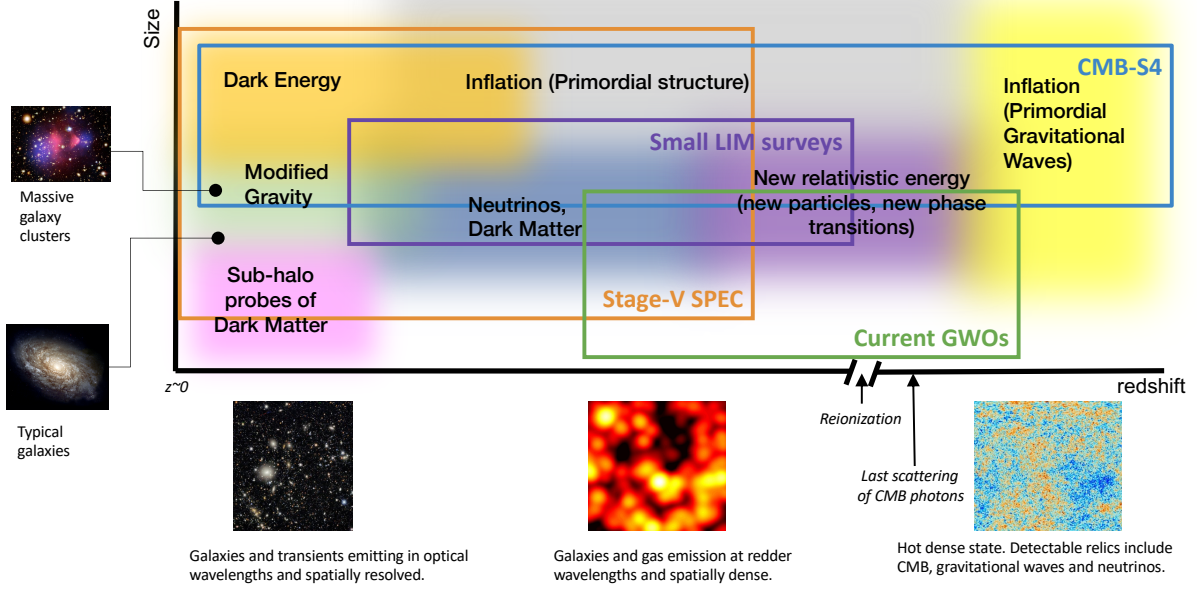 Size
Dark Energy
Inflation (Primordial structure)
CMB-S4
Inflation
(Primordial
Gravitational
Waves)
Small LIM surveys
Massive
galaxy
clusters
Modified
Gravity
New relativistic energy
(new particles, new phase
transitions)
Neutrinos,
Dark Matter
Sub-halo
probes of
Dark Matter
Stage-V SPEC
Current GWOs
z~0
redshift
Typical
galaxies
Reionization
Last scattering
of CMB photons
Galaxies and transients emitting in optical
wavelengths and spatially resolved.
Galaxies and gas emission at redder
wavelengths and spatially dense.
Hot dense state. Detectable relics include
CMB, gravitational waves and neutrinos.